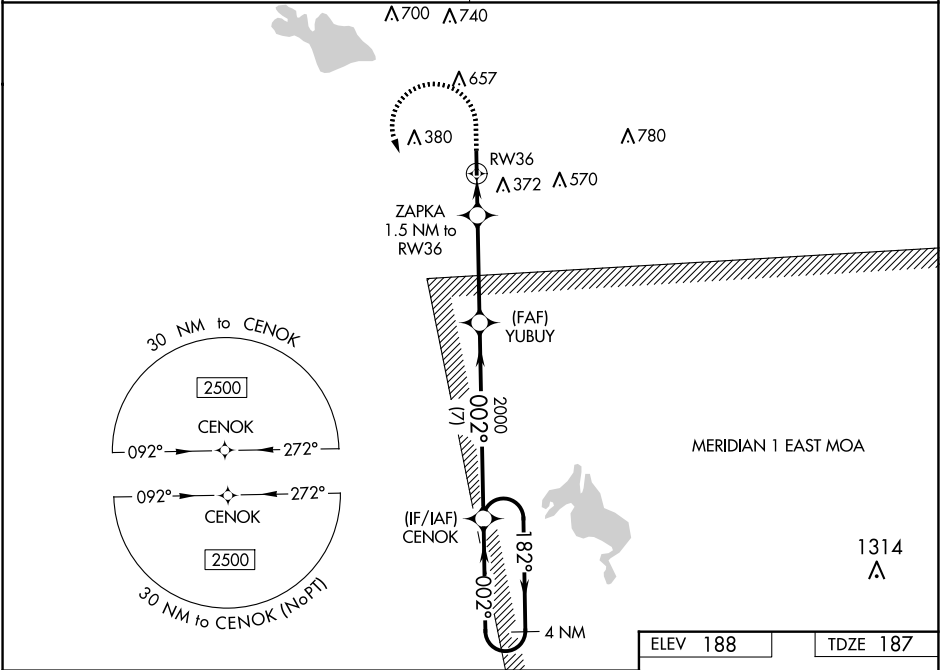 700 740
657
380
780
RW36
372 570
ZAPKA
1.5 NM to
RW36
(FAF)
YUBUY
30 NM to CENOK
2500
CENOK
092° 272°
092° 272°
CENOK
2500
30 NM to CENOK (NoPT)
2000
002°
(7)
MERIDIAN 1 EAST MOA
(IF/IAF)
CENOK
182°
002°
4 NM
1314
ELEV 188 TDZE 187